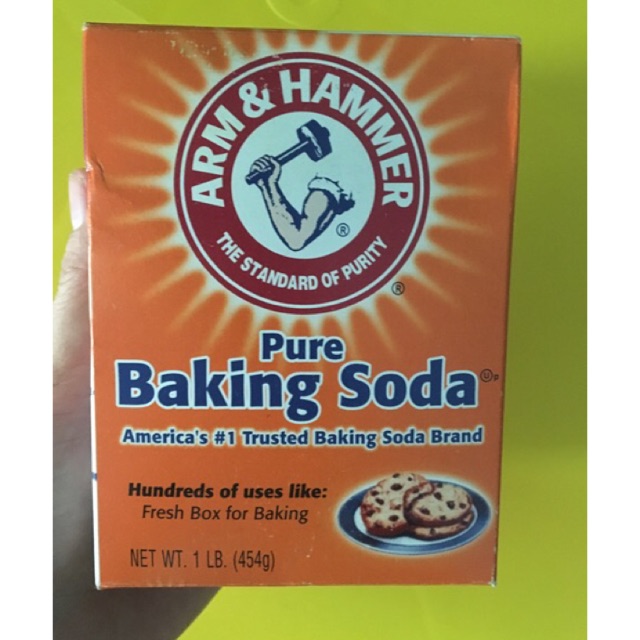 ARM & HAMMER
®
THE STANDARD OF PURITY
®
Pure
Baking Soda Ⓤp
America's #1 Trusted Baking Soda Brand
Hundreds of uses like:
Fresh Box for Baking
NET WT. 1 LB. (454g)